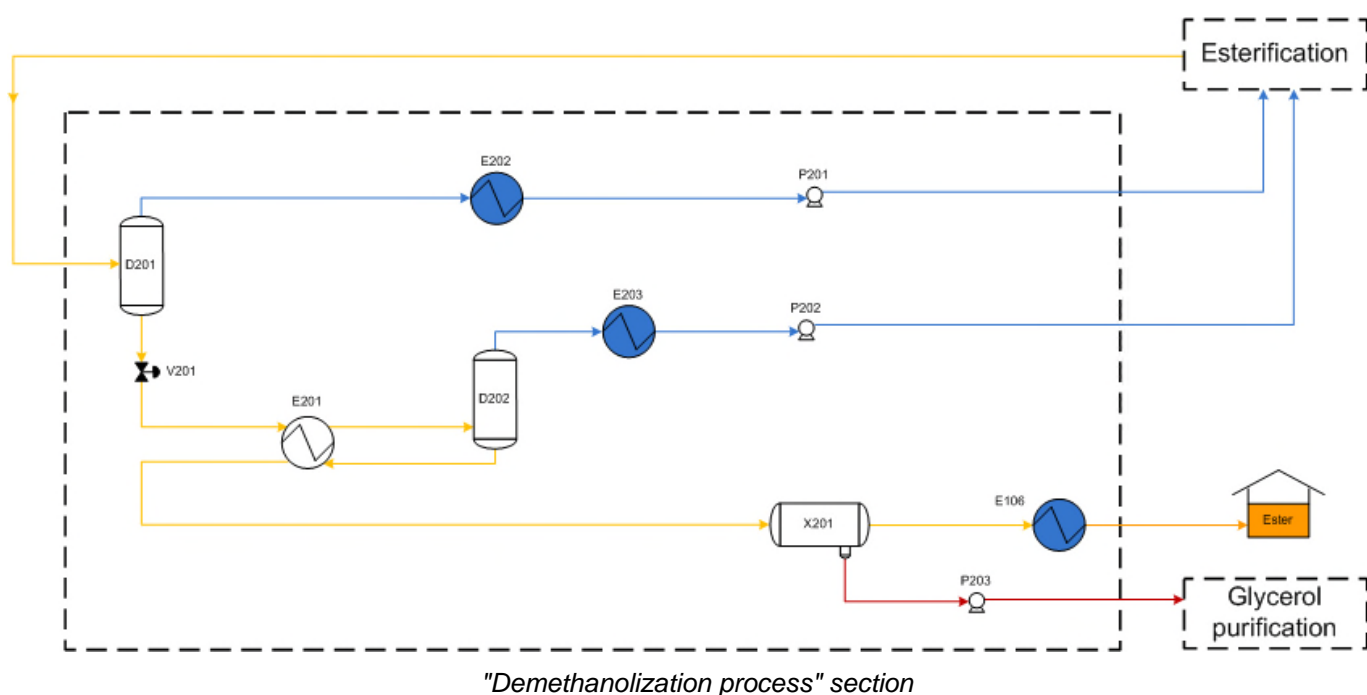 Esterification
E202
P201
D201
E203
P202
V201
E201
D202
E106
X201
Ester
P203
Glycerol
purification
"Demethanolization process" section